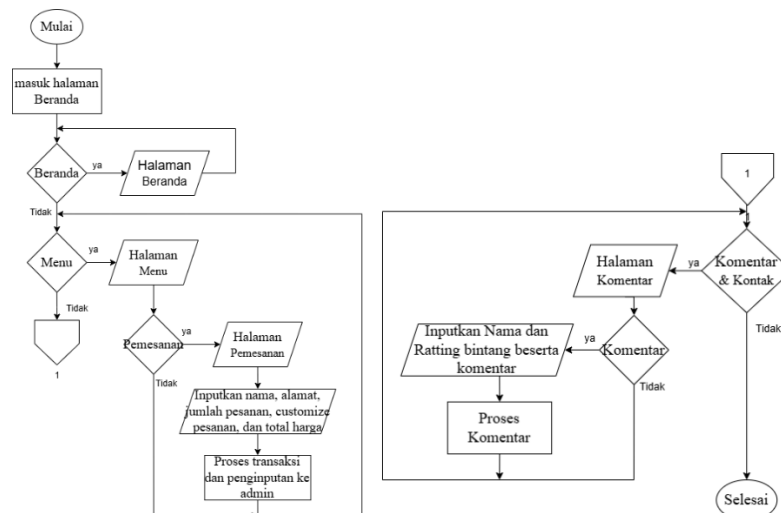 Mulai
masuk halaman
Beranda
Beranda
ya
Halaman
Beranda
Tidak
Menu
ya
Halaman
Menu
Tidak
1
Pemesanan
ya
Halaman
Pemesanan
Tidak
Inputkan nama, alamat,
jumlah pesanan, customize
pesanan, dan total harga
Proses transaksi
dan penginputan ke
admin
1
Komentar
& Kontak
ya
Halaman
Komentar
Tidak
Komentar
ya
Inputkan Nama dan
Ratting bintang beserta
komentar
Tidak
Proses
Komentar
Selesai